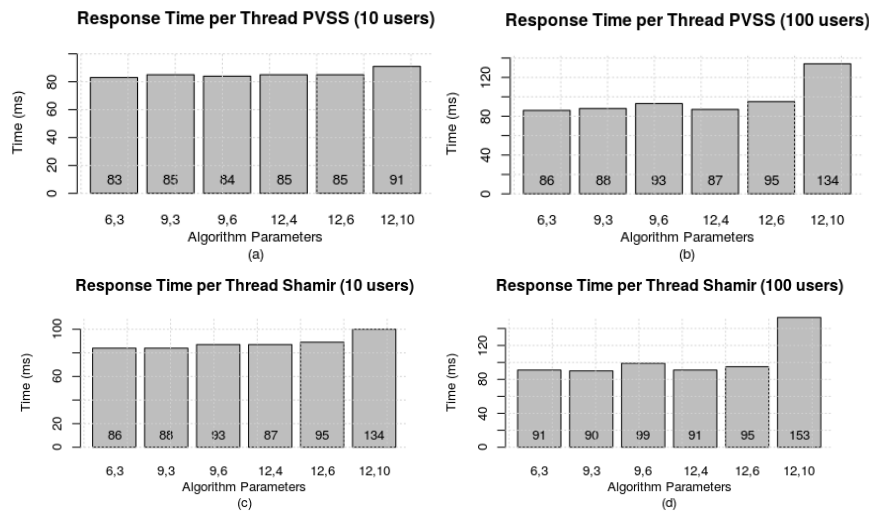 Response Time per Thread PVSS (10 users)
Time (ms)
0 20 40 60 80
83 85 84 85 85 91
6,3 9,3 9,6 12,4 12,6 12,10
Algorithm Parameters
(a)
Response Time per Thread PVSS (100 users)
Time (ms)
0 40 80 120
86 88 93 87 95 134
6,3 9,3 9,6 12,4 12,6 12,10
Algorithm Parameters
(b)
Response Time per Thread Shamir (10 users)
Time (ms)
0 20 60 100
86 88 93 87 95 134
6,3 9,3 9,6 12,4 12,6 12,10
Algorithm Parameters
(c)
Response Time per Thread Shamir (100 users)
Time (ms)
0 40 80 120
91 90 99 91 95 153
6,3 9,3 9,6 12,4 12,6 12,10
Algorithm Parameters
(d)